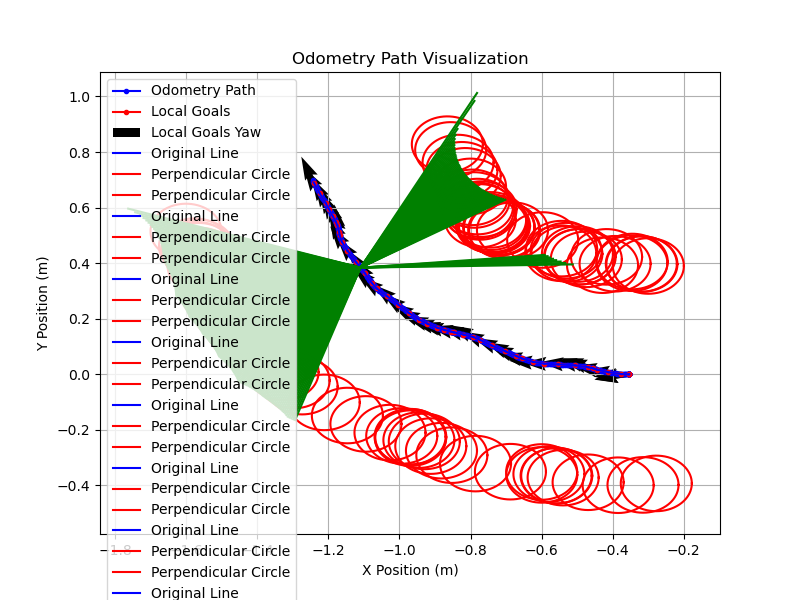 Odometry Path Visualization
Y Position (m)
1.0
0.8
0.6
0.4
0.2
0.0
−0.2
−0.4
Odometry Path
Local Goals
Local Goals Yaw
Original Line
Perpendicular Circle
Perpendicular Circle
Original Line
Perpendicular Circle
Perpendicular Circle
Original Line
Perpendicular Circle
Perpendicular Circle
Original Line
Perpendicular Circle
Perpendicular Circle
Original Line
Perpendicular Circle
Perpendicular Circle
Original Line
Perpendicular Circle
Perpendicular Circle
Original Line
Perpendicular Circle
Perpendicular Circle
Original Line
−1.8 −1.2 −1.0 −0.8 −0.6 −0.4 −0.2
X Position (m)